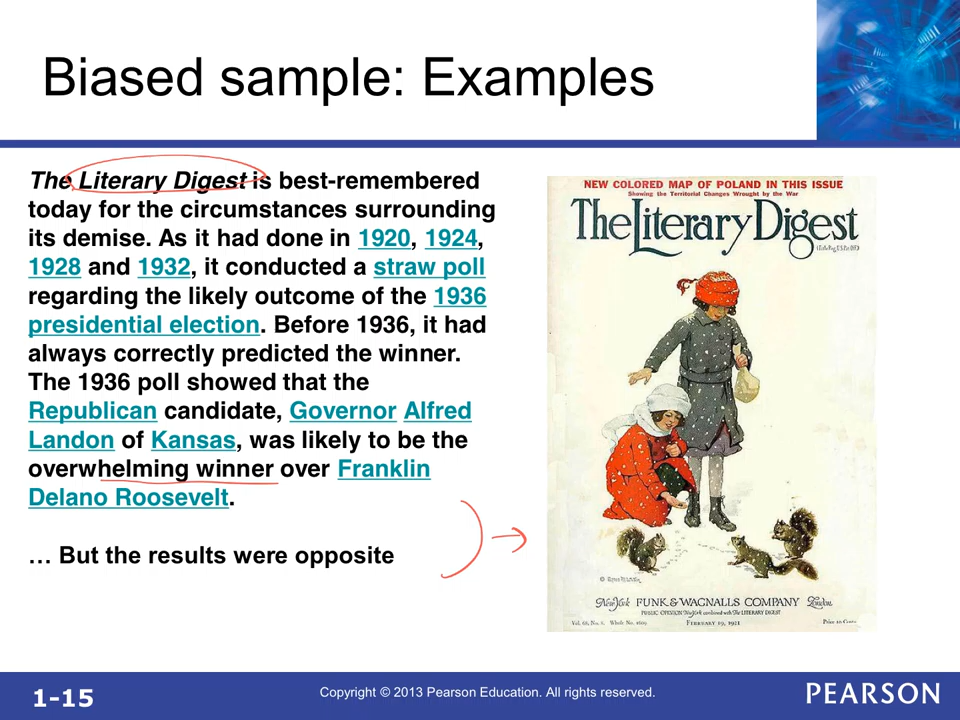 Biased sample: Examples
The Literary Digest is best-remembered
today for the circumstances surrounding
its demise. As it had done in 1920, 1924,
1928 and 1932, it conducted a straw poll
regarding the likely outcome of the 1936
presidential election. Before 1936, it had
always correctly predicted the winner.
The 1936 poll showed that the
Republican candidate, Governor Alfred
Landon of Kansas, was likely to be the
overwhelming winner over Franklin
Delano Roosevelt.
… But the results were opposite
NEW COLORED MAP OF POLAND IN THIS ISSUE
Showing the Territorial Changes Wrought by the War
The Literary Digest
New York FUNK & WAGNALLS COMPANY London
PUBLIC OPINION New York combined with The LITERARY DIGEST
Vol. 68, No. 8. Whole No. February 19, 1921 Price 10 Cents
1-15
Copyright © 2013 Pearson Education. All rights reserved.
PEARSON